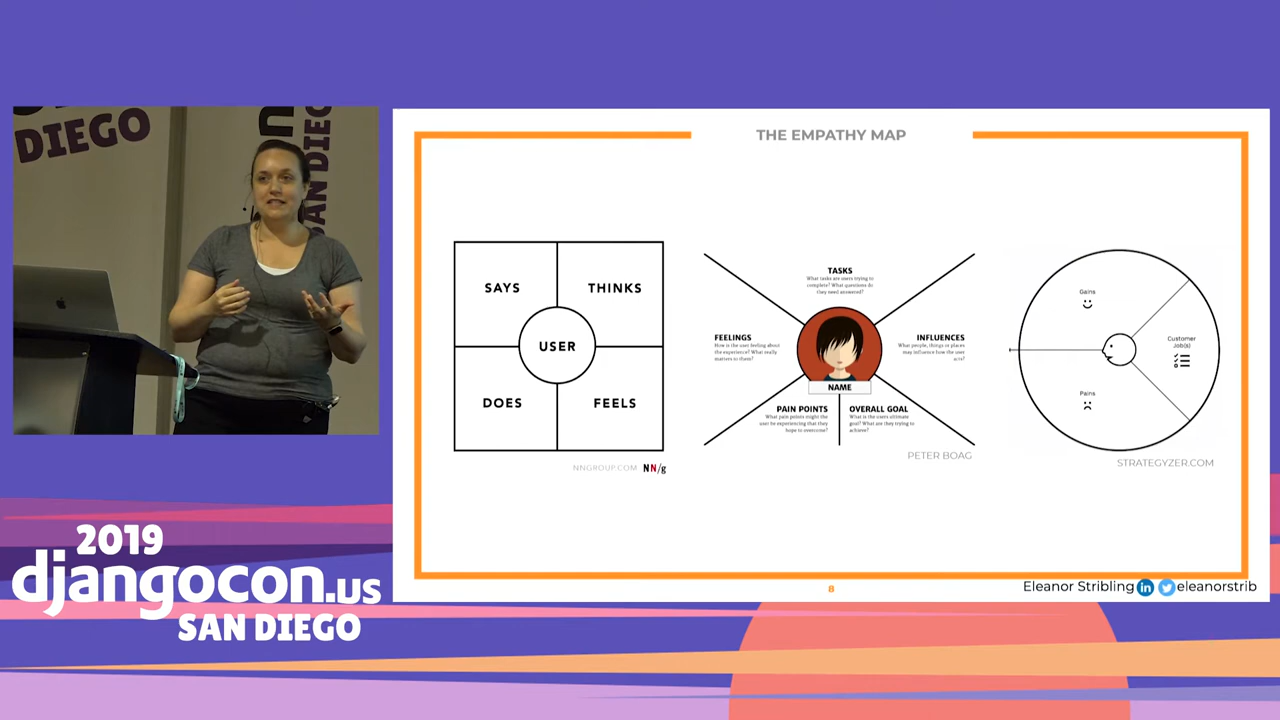 DIEGO
SAN DIEGO
THE EMPATHY MAP
SAYS
THINKS
USER
DOES
FEELS
NNGROUP.COM NN/g
TASKS
What tasks are users trying to
complete? What questions do
they need answered?
FEELINGS
How is the user feeling about
the experience? What really
matters to them?
INFLUENCES
What people, things or places
may influence how the user
acts?
NAME
PAIN POINTS
What pain points might the
user be experiencing that they
hope to overcome?
OVERALL GOAL
What is the users ultimate
goal? What are they trying to
achieve?
PETER BOAG
Gains
Customer
Job(s)
Pains
STRATEGYZER.COM
8
Eleanor Stribling in eleanorstrib
2019
djangocon.us
SAN DIEGO